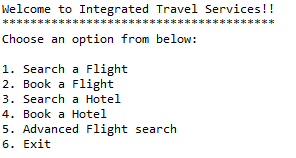 Welcome to Integrated Travel Services!!
***************************************
Choose an option from below:
1. Search a Flight
2. Book a Flight
3. Search a Hotel
4. Book a Hotel
5. Advanced Flight search
6. Exit